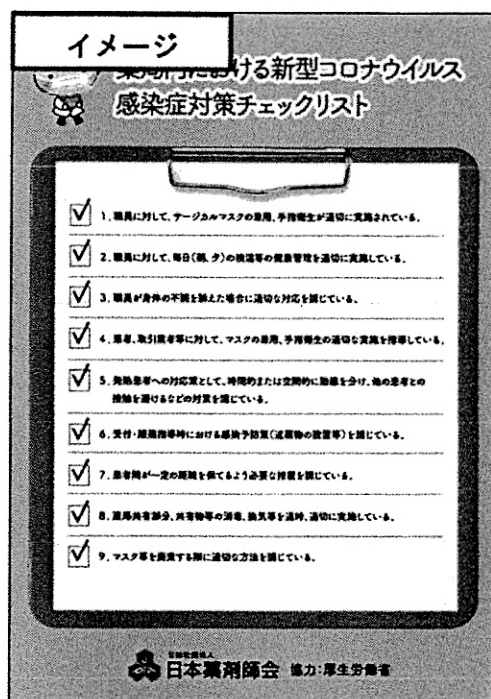 イメージ
薬局内における新型コロナウイルス
感染症対策チェックリスト
1. 職員に対して、サージカルマスクの着用、手指衛生が適切に実施されている。
2. 職員に対して、毎日(朝、夕)の検温等の健康管理を適切に実施している。
3. 職員が身体の不調を訴えた場合に適切な対応を講じている。
4. 患者、取引業者等に対して、マスクの着用、手指衛生の適切な実施を指導している。
5. 発熱患者への対応策として、時間的または空間的に動線を分け、他の患者との
接触を避けるなどの対策を講じている。
6. 受付・服薬指導時における感染予防策(遮蔽物の設置等)を講じている。
7. 患者間が一定の距離を保てるよう必要な措置を講じている。
8. 薬局共有部分、共有物等の消毒、換気等を適時、適切に実施している。
9. マスク等を廃棄する際に適切な方法を講じている。
公益社団法人
日本薬剤師会 協力:厚生労働省